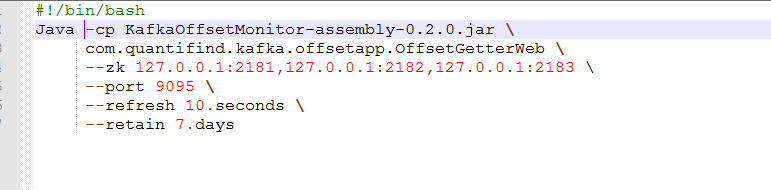 #!/bin/bash
Java -cp KafkaOffsetMonitor-assembly-0.2.0.jar \
com.quantifind.kafka.offsetapp.OffsetGetterWeb \
--zk 127.0.0.1:2181,127.0.0.1:2182,127.0.0.1:2183 \
--port 9095 \
--refresh 10.seconds \
--retain 7.days